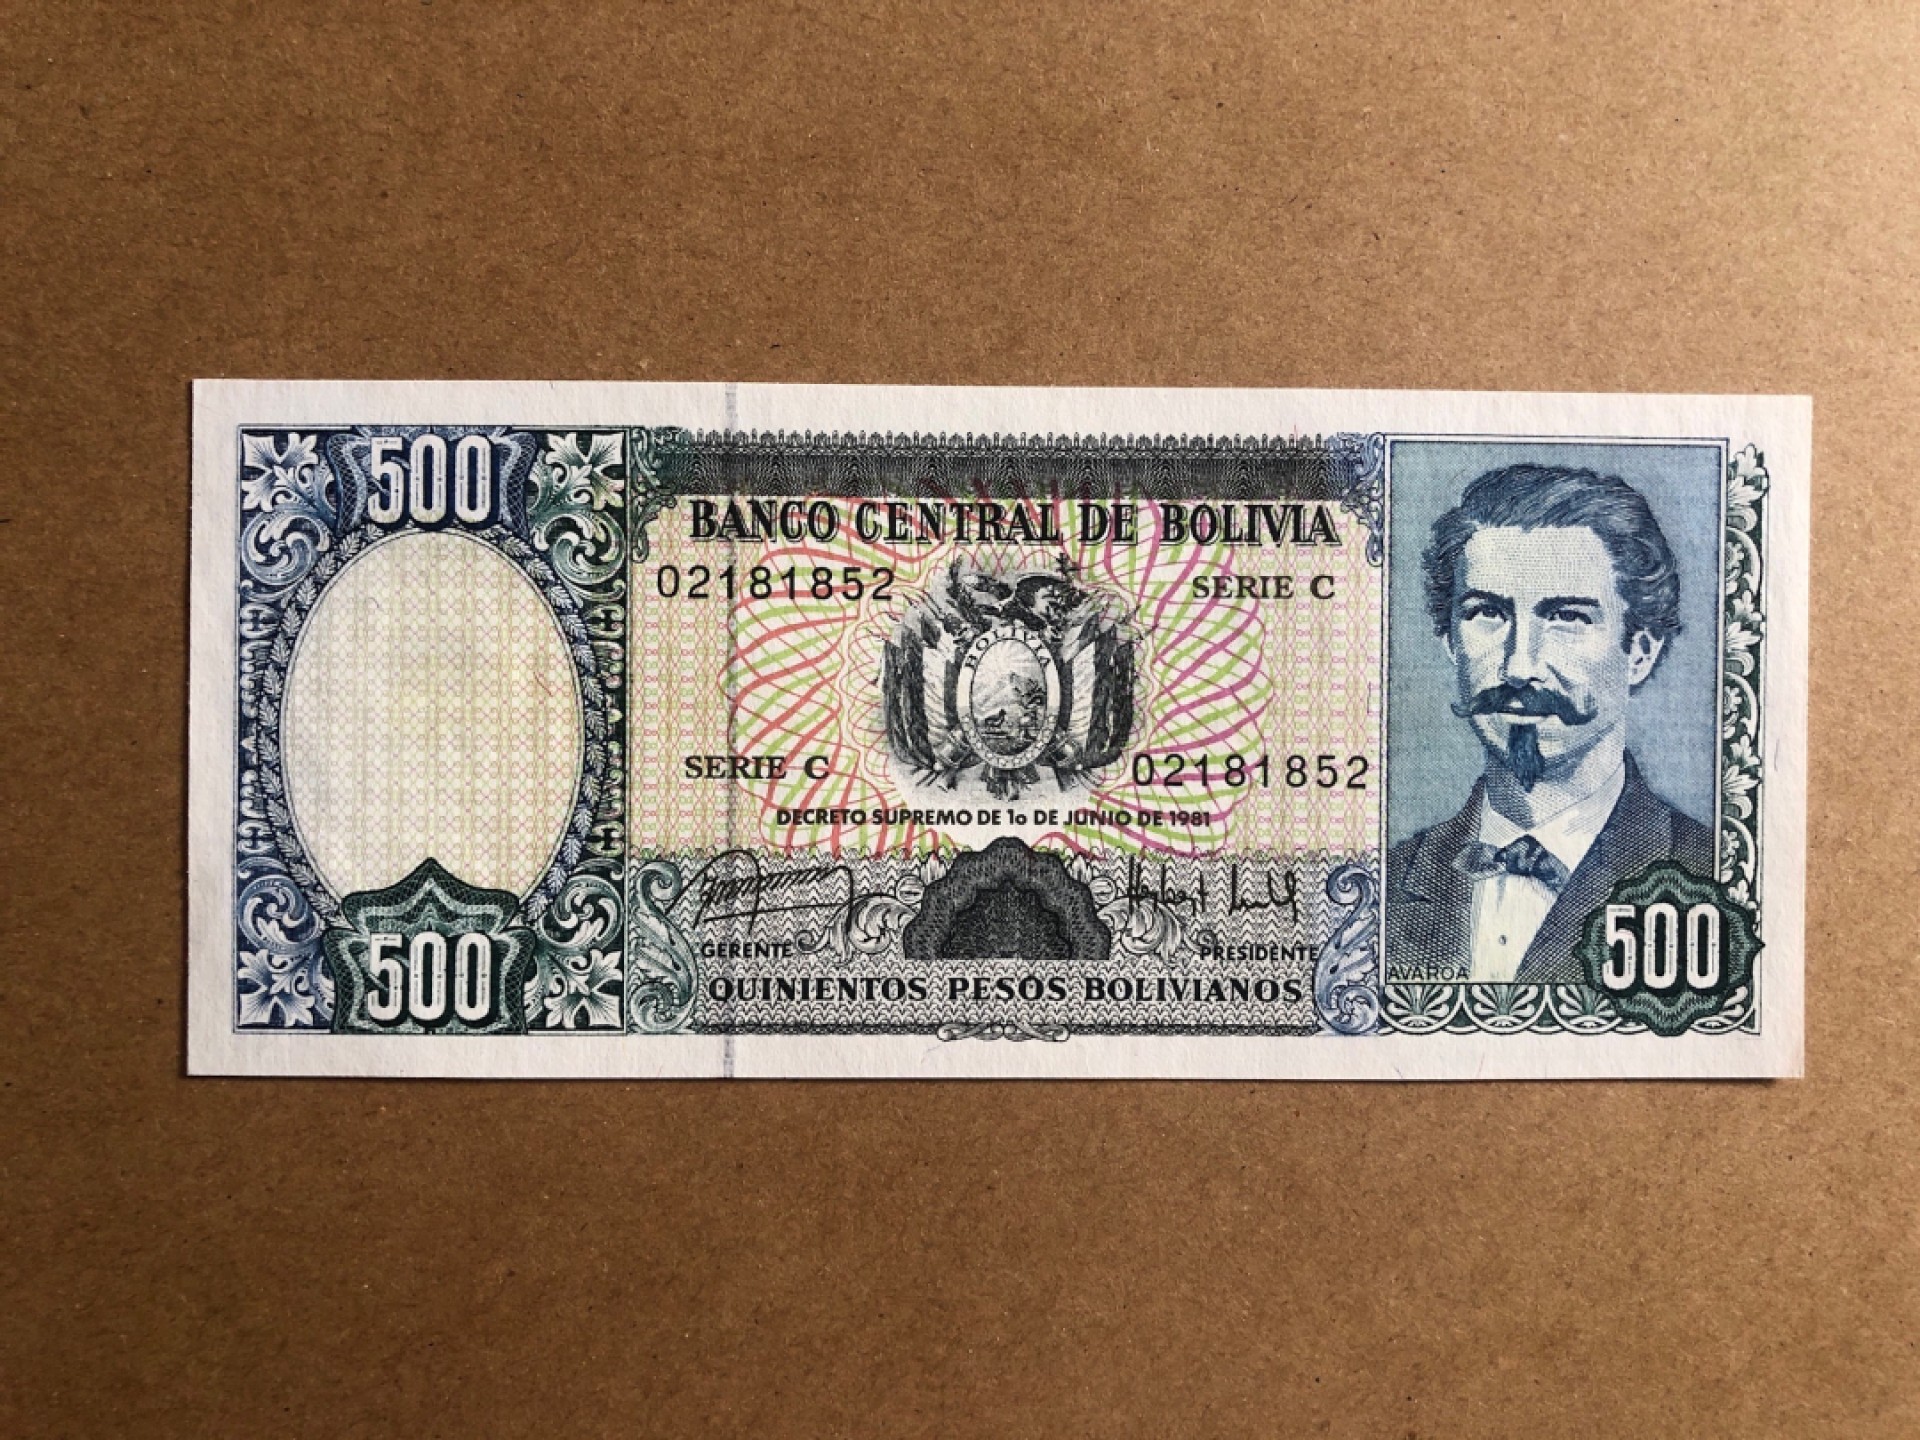 500
BANCO CENTRAL DE BOLIVIA
02181852
SERIE C
BOLIVIA
SERIE C
02181852
DECRETO SUPREMO DE 1o DE JUNIO DE 1981
GERENTE
PRESIDENTE
500
QUINIENTOS PESOS BOLIVIANOS
AVAROA
500